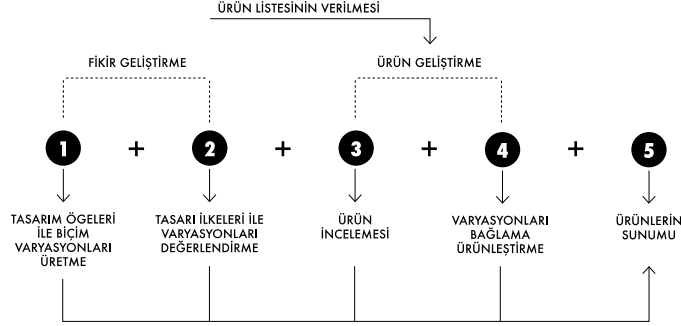 ÜRÜN LİSTESİNİN VERİLMESİ
FİKİR GELİŞTİRME
ÜRÜN GELİŞTİRME
1 + 2 + 3 + 4 + 5
TASARIM ÖGELERİ
İLE BİÇİM
VARYASYONLARI
ÜRETME
TASARI İLKELERİ İLE
VARYASYONLARI
DEĞERLENDİRME
ÜRÜN
İNCELEMESİ
VARYASYONLARI
BAĞLAMA
ÜRÜNLEŞTİRME
ÜRÜNLERİN
SUNUMU